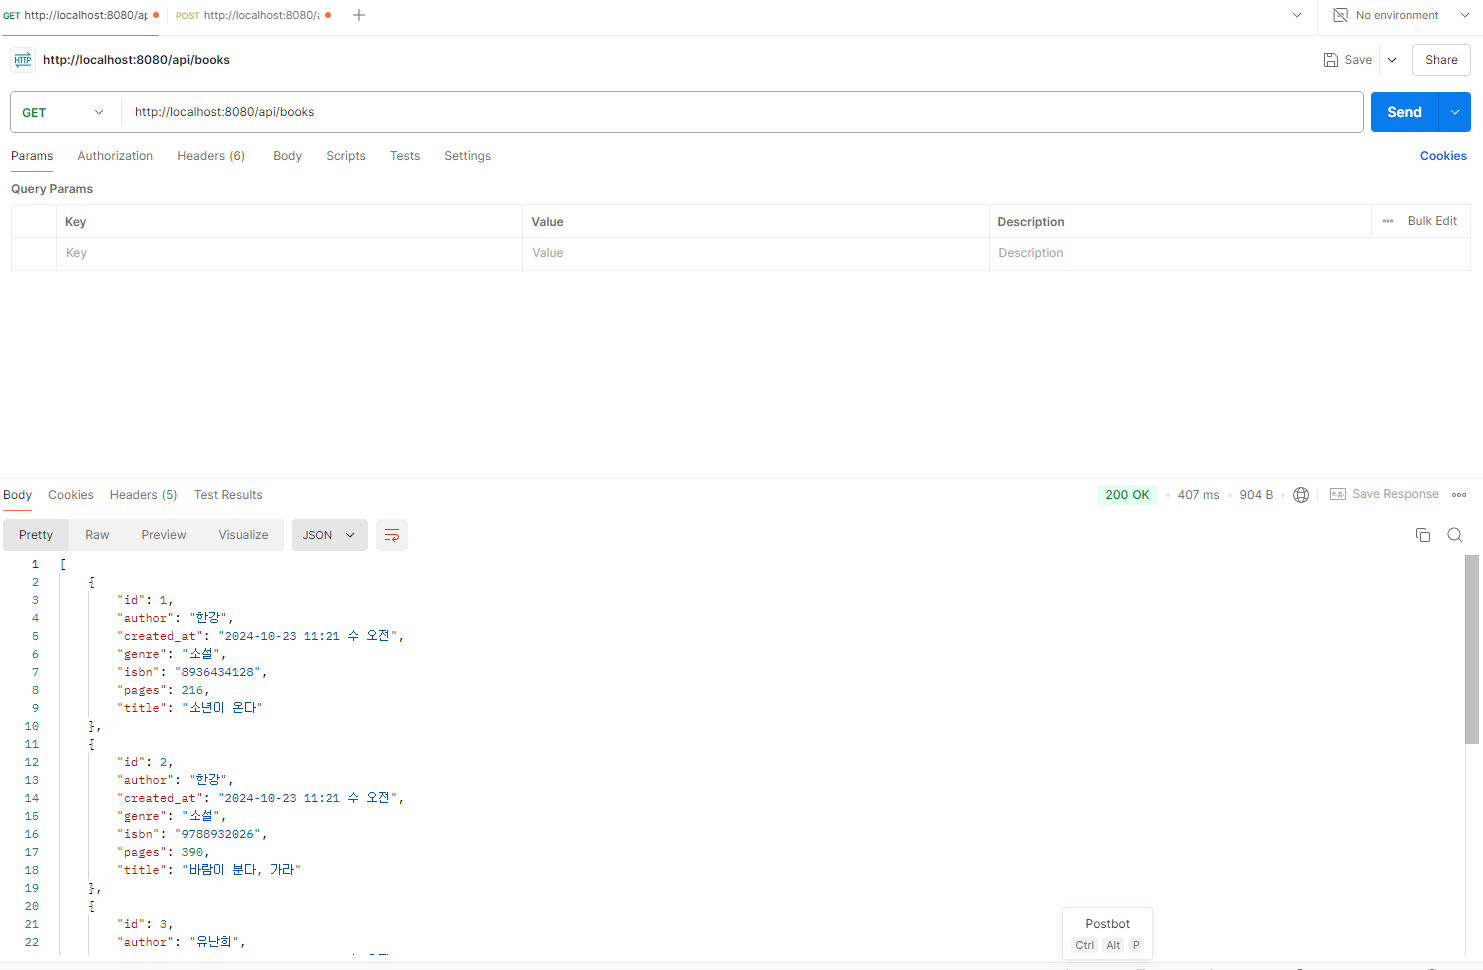 GET http://localhost:8080/ap POST http://localhost:8080/a No environment
HTTP http://localhost:8080/api/books Save Share
GET http://localhost:8080/api/books Send
Params Authorization Headers (6) Body Scripts Tests Settings Cookies
Query Params
Key Value Description Bulk Edit
Key Value Description
Body Cookies Headers (5) Test Results 200 OK 407 ms 904 B e.g. Save Response
Pretty Raw Preview Visualize JSON
1 [
2 {
3 "id": 1,
4 "author": "한강",
5 "created_at": "2024-10-23 11:21 수 오전",
6 "genre": "소설",
7 "isbn": "8936434128",
8 "pages": 216,
9 "title": "소년이 온다"
10 },
11 {
12 "id": 2,
13 "author": "한강",
14 "created_at": "2024-10-23 11:21 수 오전",
15 "genre": "소설",
16 "isbn": "9788932026",
17 "pages": 390,
18 "title": "바람이 분다, 가라"
19 },
20 {
21 "id": 3,
22 "author": "유난희",
Postbot
Ctrl Alt P